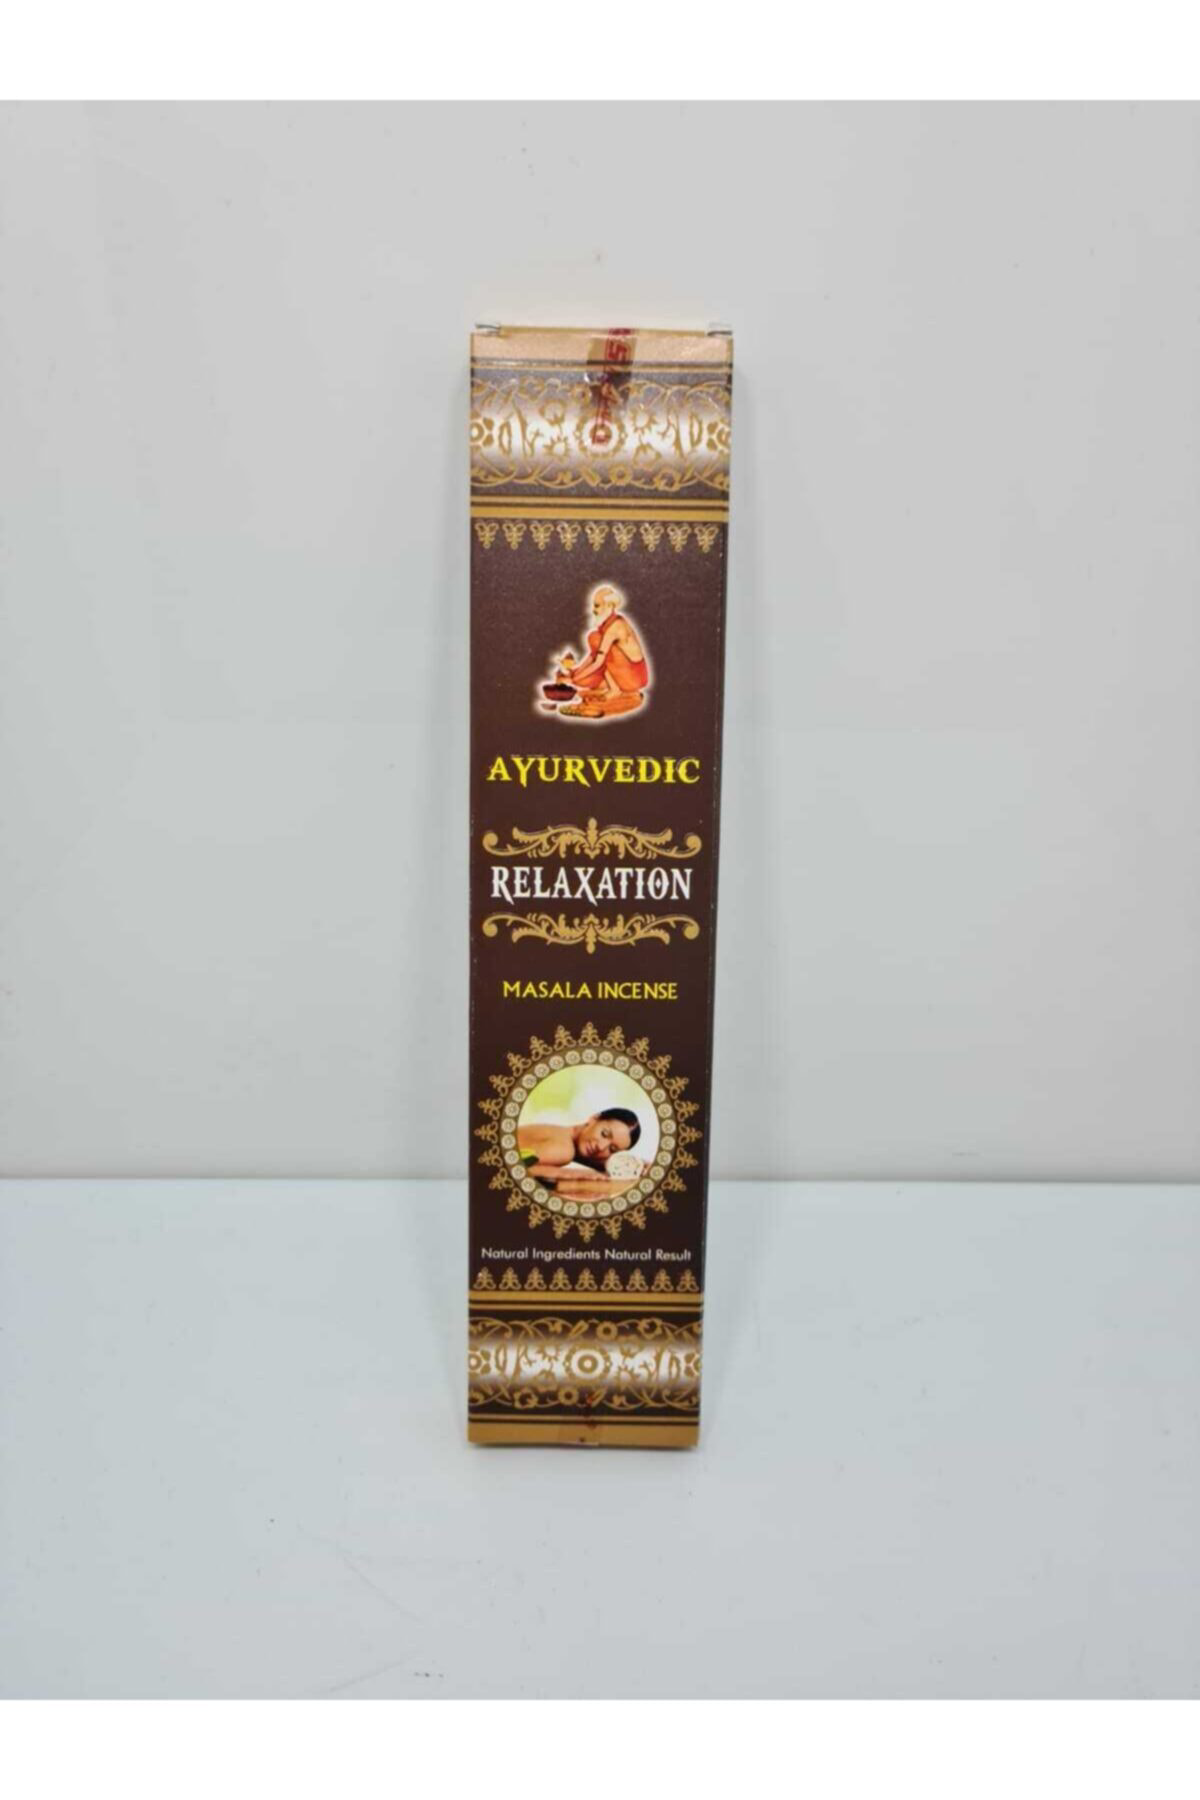 AYURVEDIC
RELAXATION
MASALA INCENSE
Natural Ingredients Natural Result